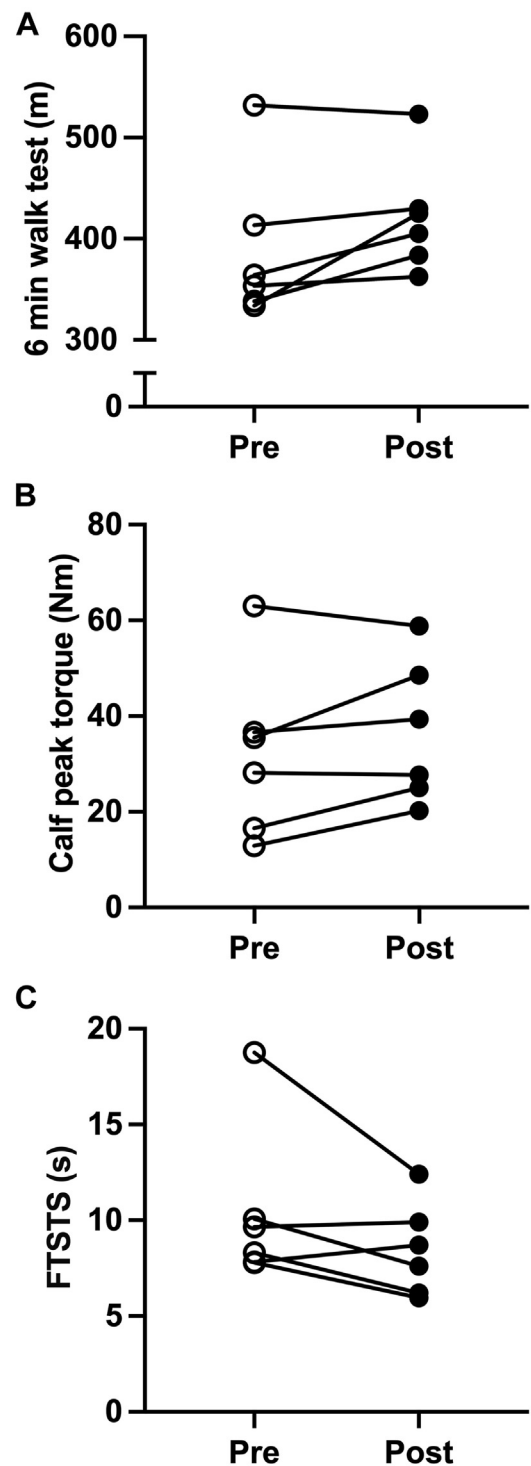 A
6 min walk test (m)
600
500
400
300
0
Pre Post
B
Calf peak torque (Nm)
80
60
40
20
0
Pre Post
C
FTSTS (s)
20
15
10
5
0
Pre Post